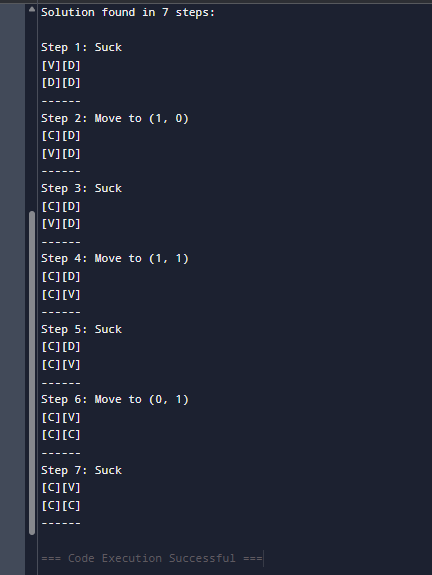 Solution found in 7 steps:
Step 1: Suck
[V][D]
[D][D]
------
Step 2: Move to (1, 0)
[C][D]
[V][D]
------
Step 3: Suck
[C][D]
[V][D]
------
Step 4: Move to (1, 1)
[C][D]
[C][V]
------
Step 5: Suck
[C][D]
[C][V]
------
Step 6: Move to (0, 1)
[C][V]
[C][C]
------
Step 7: Suck
[C][V]
[C][C]
------
=== Code Execution Successful ===